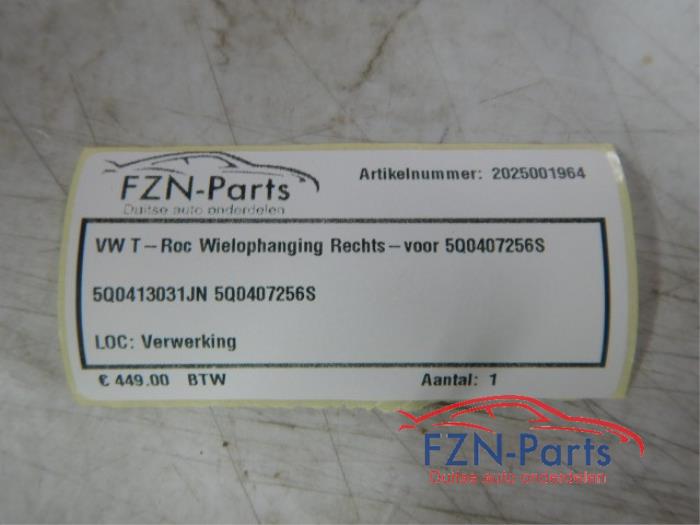 FZN-Parts
Duitse auto onderdelen
Artikelnummer: 2025001964
VW T-Roc Wielophanging Rechts-voor 5Q0407256S
5Q0413031JN 5Q0407256S
LOC: Verwerking
€ 449.00 BTW
Aantal: 1
FZN-Parts
Duitse auto onderdelen